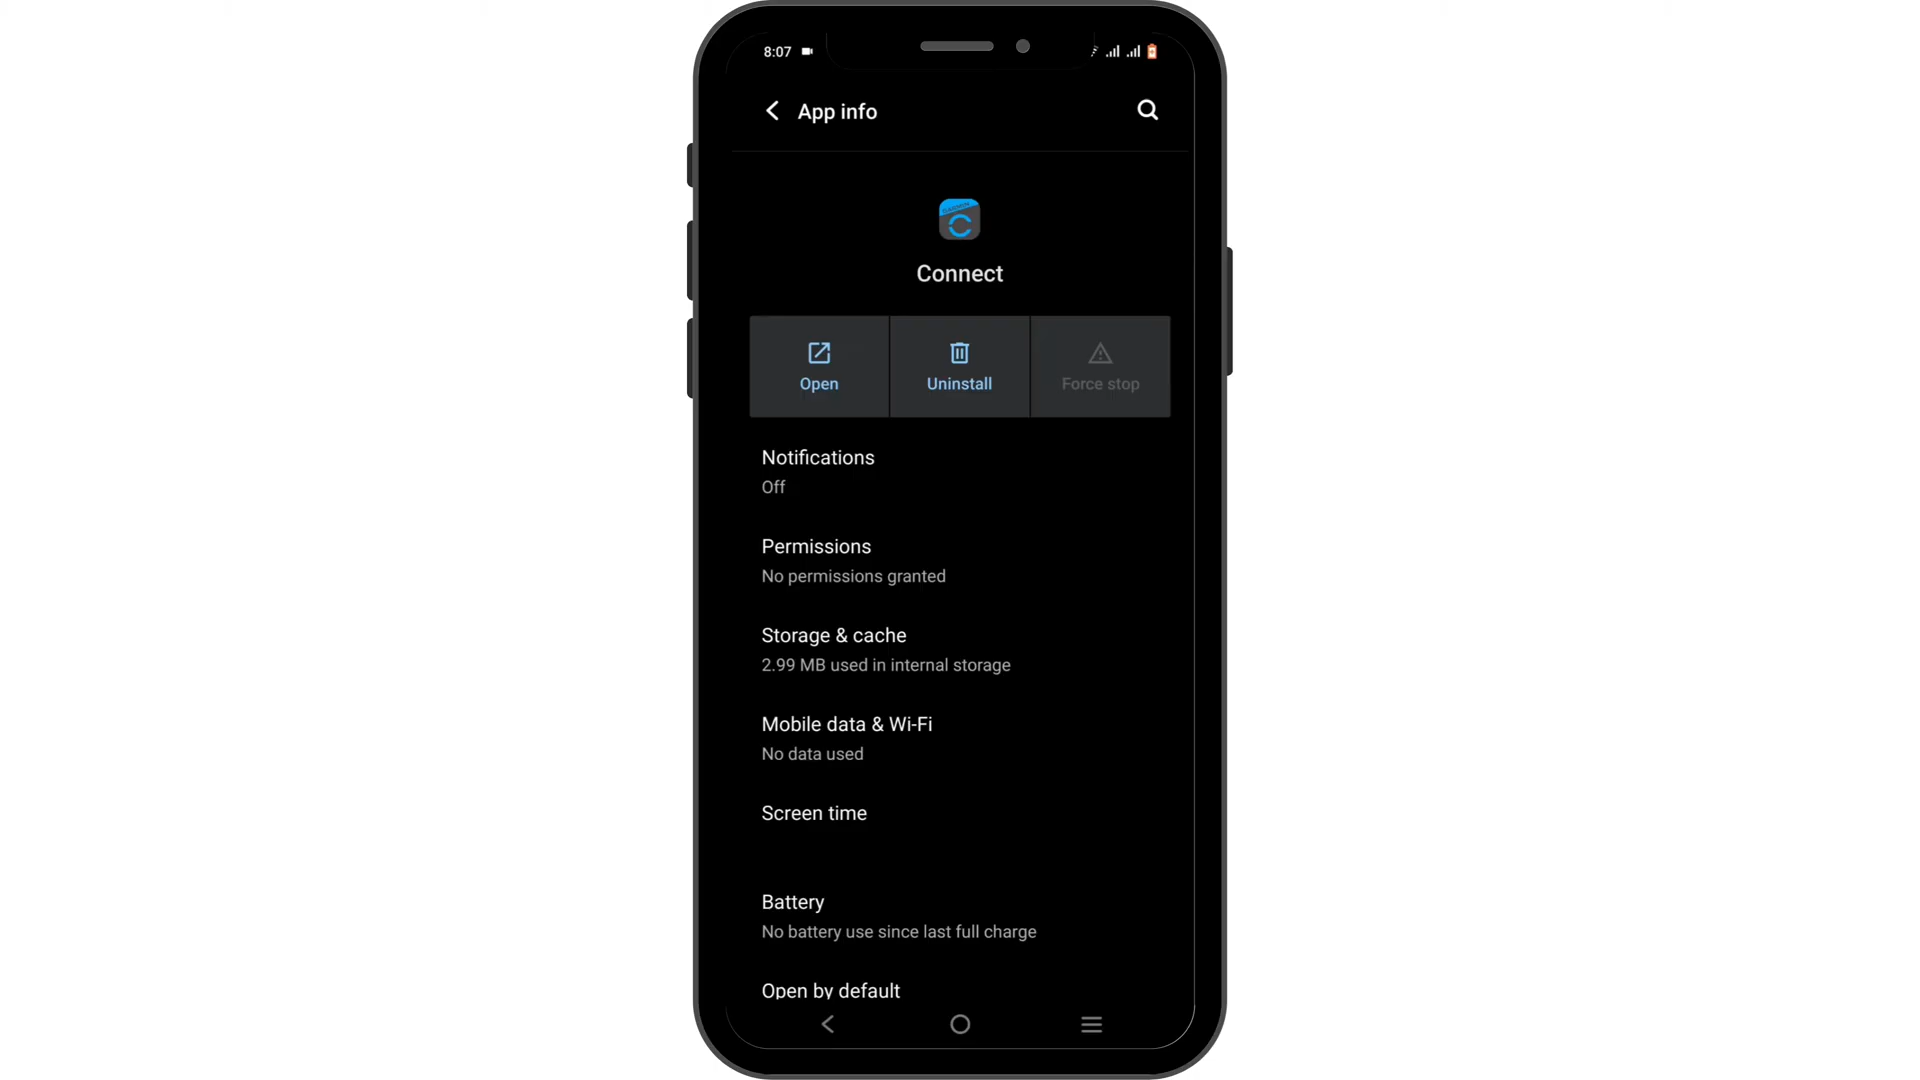 8:07
App info
Connect
Open
Uninstall
Force stop
Notifications
Off
Permissions
No permissions granted
Storage & cache
2.99 MB used in internal storage
Mobile data & Wi-Fi
No data used
Screen time
Battery
No battery use since last full charge
Open by default